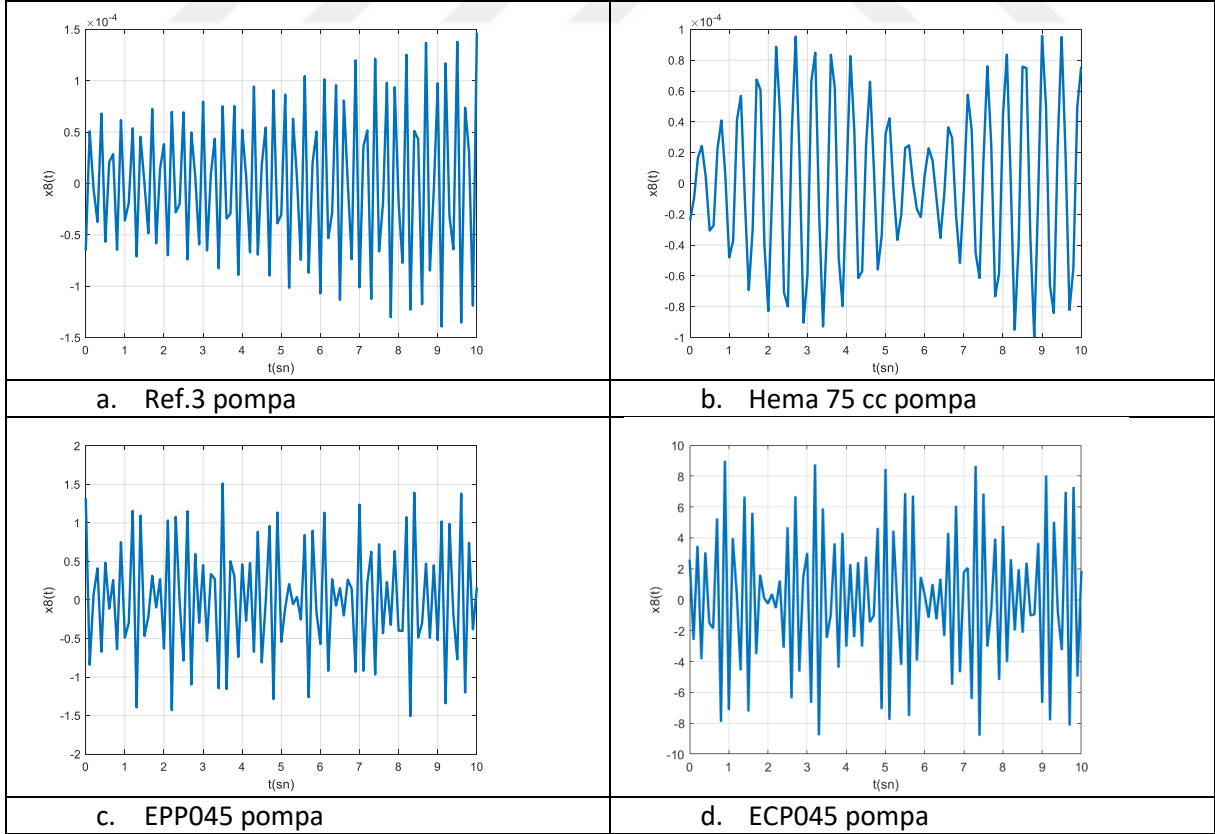 ×10⁻⁴
1.5
1
0.5
0
-0.5
-1
-1.5
x8(t)
0 1 2 3 4 5 6 7 8 9 10
t(sn)
×10⁻⁴
1
0.8
0.6
0.4
0.2
0
-0.2
-0.4
-0.6
-0.8
-1
x8(t)
0 1 2 3 4 5 6 7 8 9 10
t(sn)
a. Ref.3 pompa
b. Hema 75 cc pompa
2
1.5
1
0.5
0
-0.5
-1
-1.5
-2
x8(t)
0 1 2 3 4 5 6 7 8 9 10
t(sn)
10
8
6
4
2
0
-2
-4
-6
-8
-10
x8(t)
0 1 2 3 4 5 6 7 8 9 10
t(sn)
c. EPP045 pompa
d. ECP045 pompa